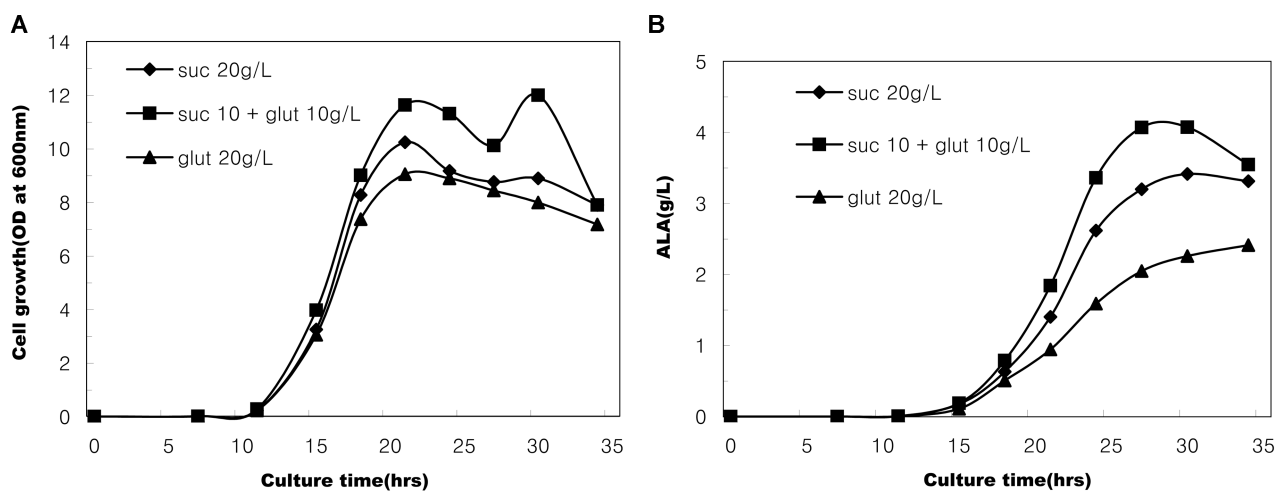 A
14
12
10
8
6
4
2
0
Cell growth(OD at 600nm)
suc 20g/L
suc 10 + glut 10g/L
glut 20g/L
0 5 10 15 20 25 30 35
Culture time(hrs)
B
5
4
3
2
1
0
ALA(g/L)
suc 20g/L
suc 10 + glut 10g/L
glut 20g/L
0 5 10 15 20 25 30 35
Culture time(hrs)